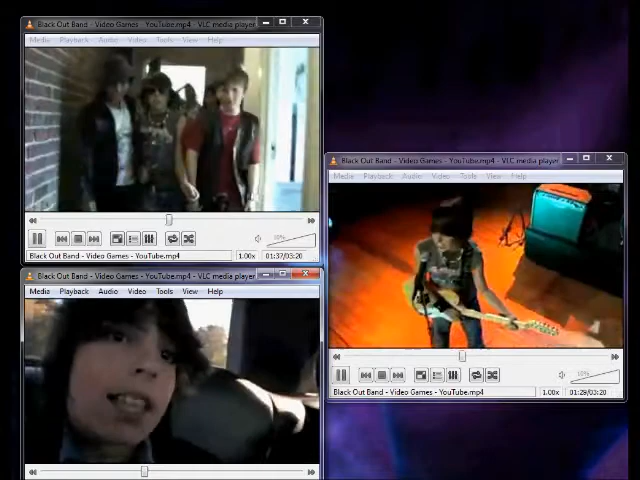 Black Out Band - Video Games - YouTube.mp4 - VLC media player
Media Playback Audio Video Tools View Help
Black Out Band - Video Games - YouTube.mp4 1.00x 01:37/03:20
Black Out Band - Video Games - YouTube.mp4 - VLC media player
Media Playback Audio Video Tools View Help
Black Out Band - Video Games - YouTube.mp4 1.00x 01:29/03:20
Black Out Band - Video Games - YouTube.mp4 - VLC media player
Media Playback Audio Video Tools View Help